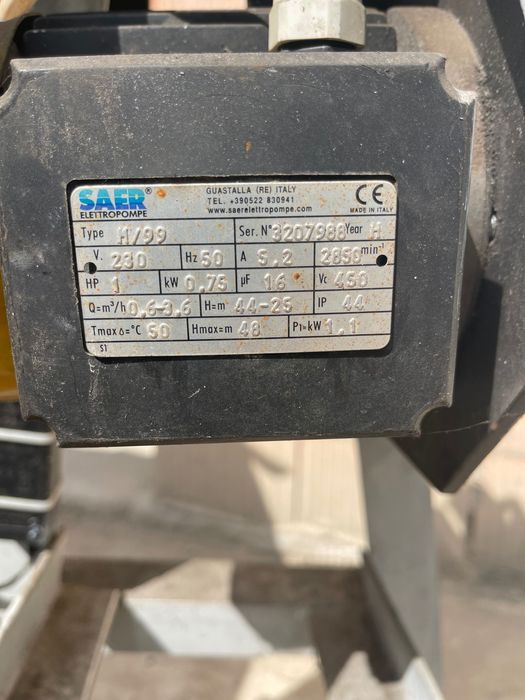 SAER®
ELETTROPOMPE
GUASTALLA (RE) ITALY
TEL. +390522 830941
www.saerelettropompe.com
CE
MADE IN ITALY
Type M/99 Ser. N° 3207988 Year M
V. 230 Hz 50 A 5.2 2850 min⁻¹
HP 1 kW 0,75 µF 16 Vc 450
Q=m³/h 0,6-3,6 H=m 44-25 IP 44
Tmax δ=°C 50 Hmax=m 48 P1=kW 1.1
S1